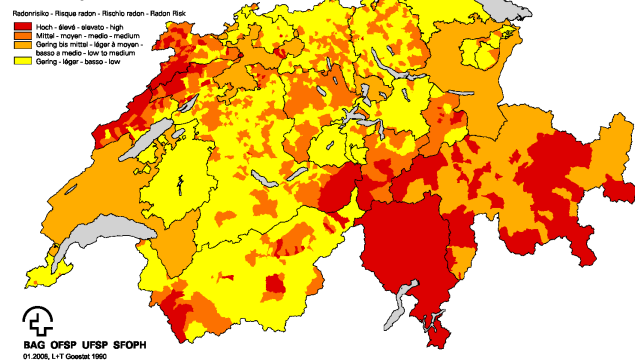 Radonrisiko - Risque radon - Rischio radon - Radon Risk
Hoch - élevé - elevato - high
Mittel - moyen - medio - medium
Gering bis mittel - léger à moyen -
basso a medio - low to medium
Gering - léger - basso - low
BAG OFSP UFSP SFOPH
01.2008, L+T Geostat 1990